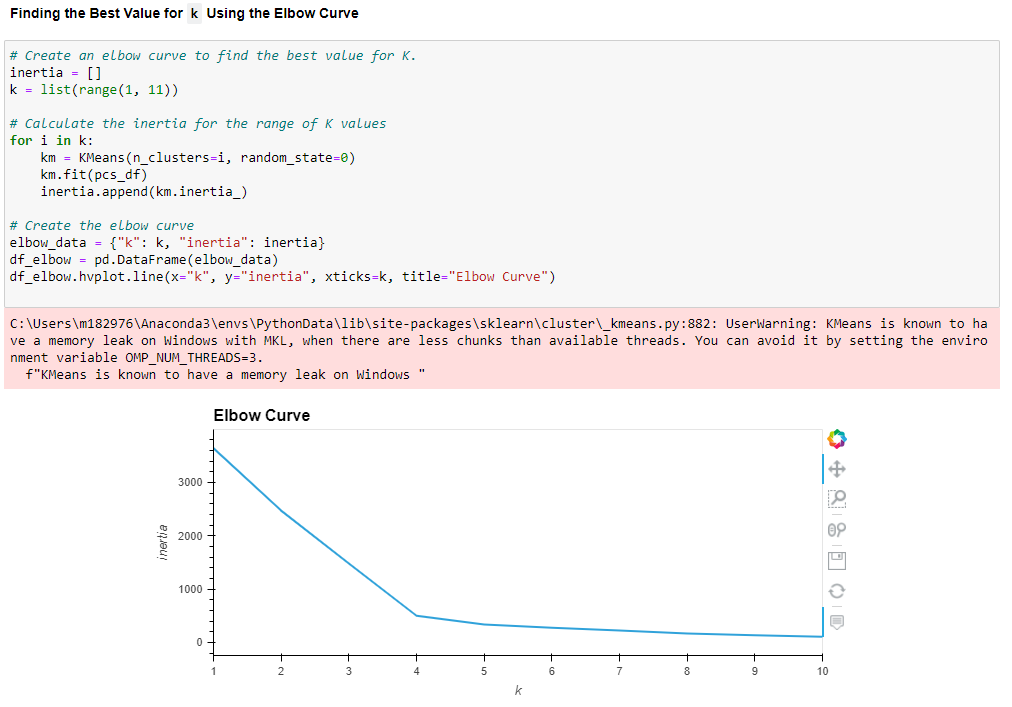 Finding the Best Value for k Using the Elbow Curve
# Create an elbow curve to find the best value for K.
inertia = []
k = list(range(1, 11))
# Calculate the inertia for the range of K values
for i in k:
    km = KMeans(n_clusters=i, random_state=0)
    km.fit(pcs_df)
    inertia.append(km.inertia_)
# Create the elbow curve
elbow_data = {"k": k, "inertia": inertia}
df_elbow = pd.DataFrame(elbow_data)
df_elbow.hvplot.line(x="k", y="inertia", xticks=k, title="Elbow Curve")
C:\Users\m182976\Anaconda3\envs\PythonData\lib\site-packages\sklearn\cluster\_kmeans.py:882: UserWarning: KMeans is known to ha
ve a memory leak on Windows with MKL, when there are less chunks than available threads. You can avoid it by setting the enviro
nment variable OMP_NUM_THREADS=3.
  f"KMeans is known to have a memory leak on Windows "
Elbow Curve
3000
2000
1000
0
inertia
1 2 3 4 5 6 7 8 9 10
k